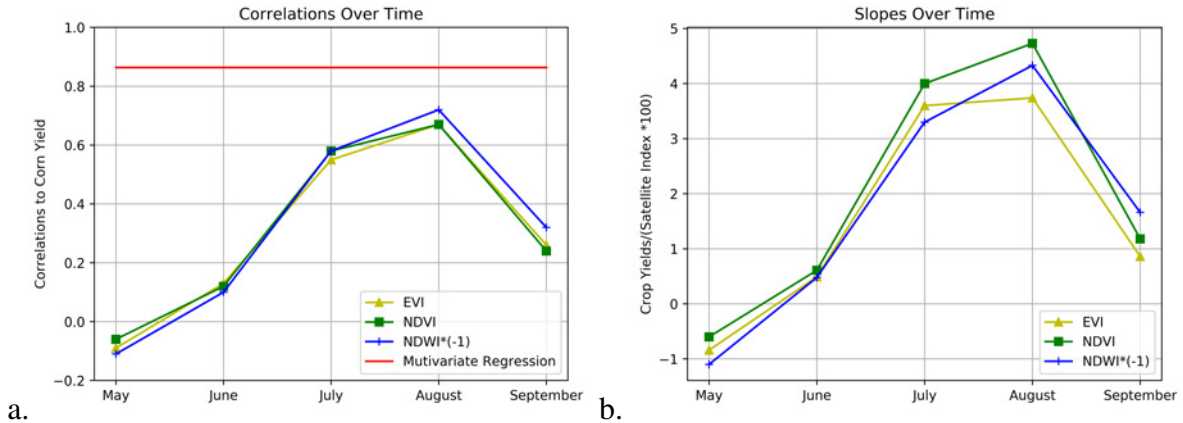 Correlations Over Time
Correlations to Corn Yield
1.0
0.8
0.6
0.4
0.2
0.0
−0.2
May June July August September
EVI
NDVI
NDWI*(-1)
Mutivariate Regression
a.
Slopes Over Time
Crop Yields/(Satellite Index *100)
5
4
3
2
1
0
−1
May June July August September
EVI
NDVI
NDWI*(-1)
b.